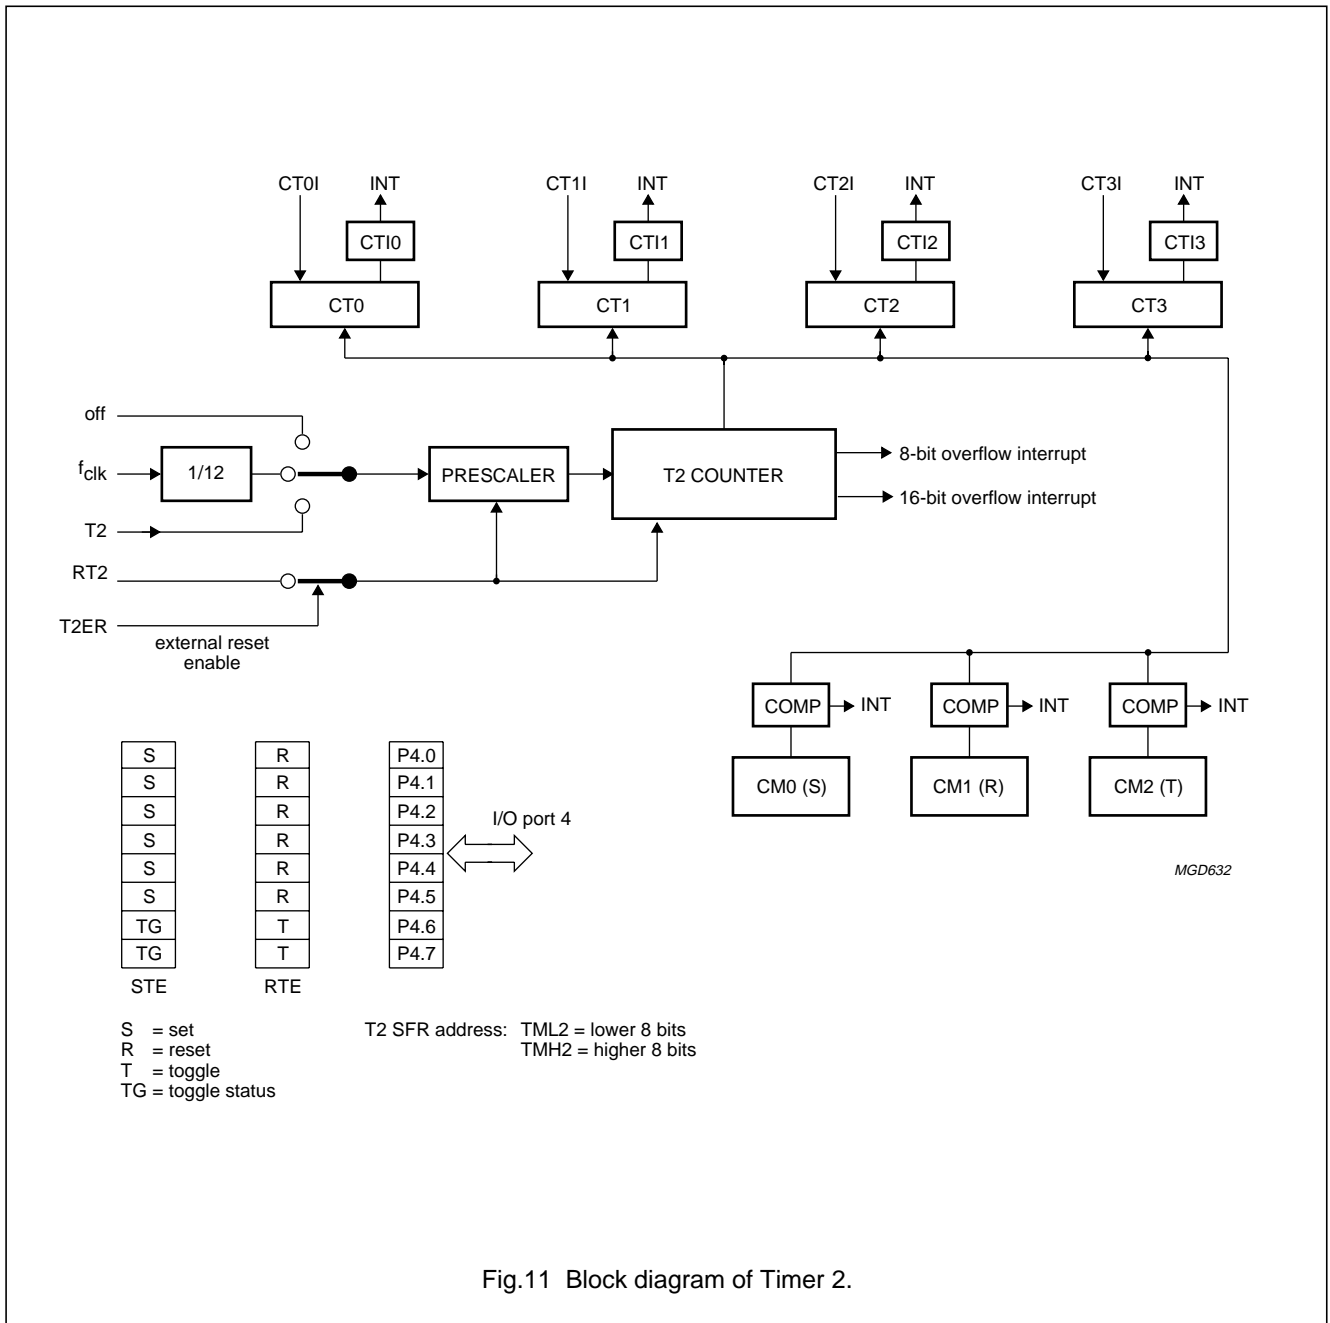 CT0I INT CT1I INT CT2I INT CT3I INT
CTI0 CTI1 CTI2 CTI3
CT0 CT1 CT2 CT3
off
fclk 1/12 PRESCALER T2 COUNTER 8-bit overflow interrupt
16-bit overflow interrupt
T2
RT2
T2ER
external reset
enable
COMP INT COMP INT COMP INT
CM0 (S) CM1 (R) CM2 (T)
S R P4.0
S R P4.1
S R P4.2
S R P4.3
S R P4.4
S R P4.5
TG T P4.6
TG T P4.7
I/O port 4
STE RTE
MGD632
S = set
R = reset
T = toggle
TG = toggle status
T2 SFR address: TML2 = lower 8 bits
TMH2 = higher 8 bits
Fig.11 Block diagram of Timer 2.